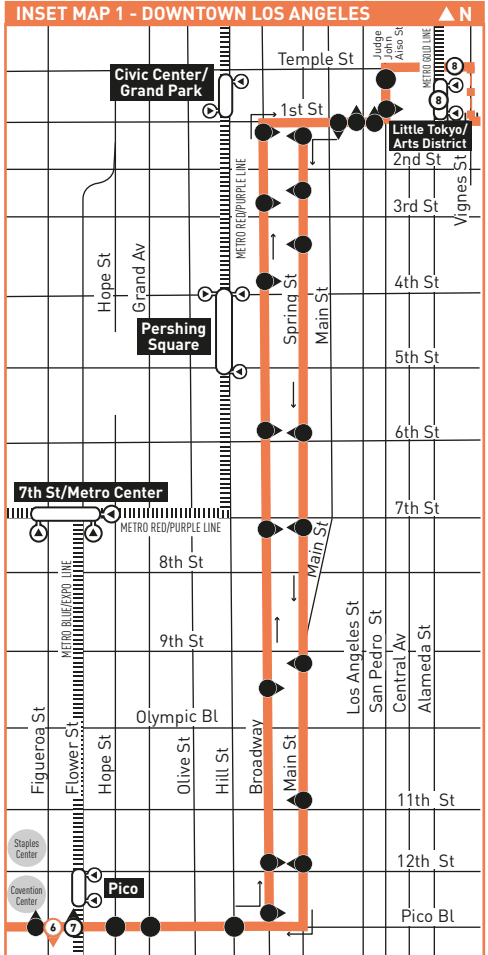 INSET MAP 1 - DOWNTOWN LOS ANGELES
N
Temple St
Judge
John
Aiso St
METRO GOLD LINE
8
Civic Center/
Grand Park
8
1st St
Little Tokyo/
Arts District
2nd St
METRO RED/PURPLE LINE
Vignes St
3rd St
Hope St
Grand Av
Spring St
Main St
4th St
Pershing
Square
5th St
6th St
7th St/Metro Center
7th St
METRO RED/PURPLE LINE
Main St
8th St
METRO BLUE/EXPO LINE
9th St
Los Angeles St
San Pedro St
Central Av
Alameda St
Olympic Bl
Figueroa St
Flower St
Hope St
Olive St
Hill St
Broadway
Main St
11th St
Staples
Center
12th St
Covention
Center
Pico
Pico Bl
6
7